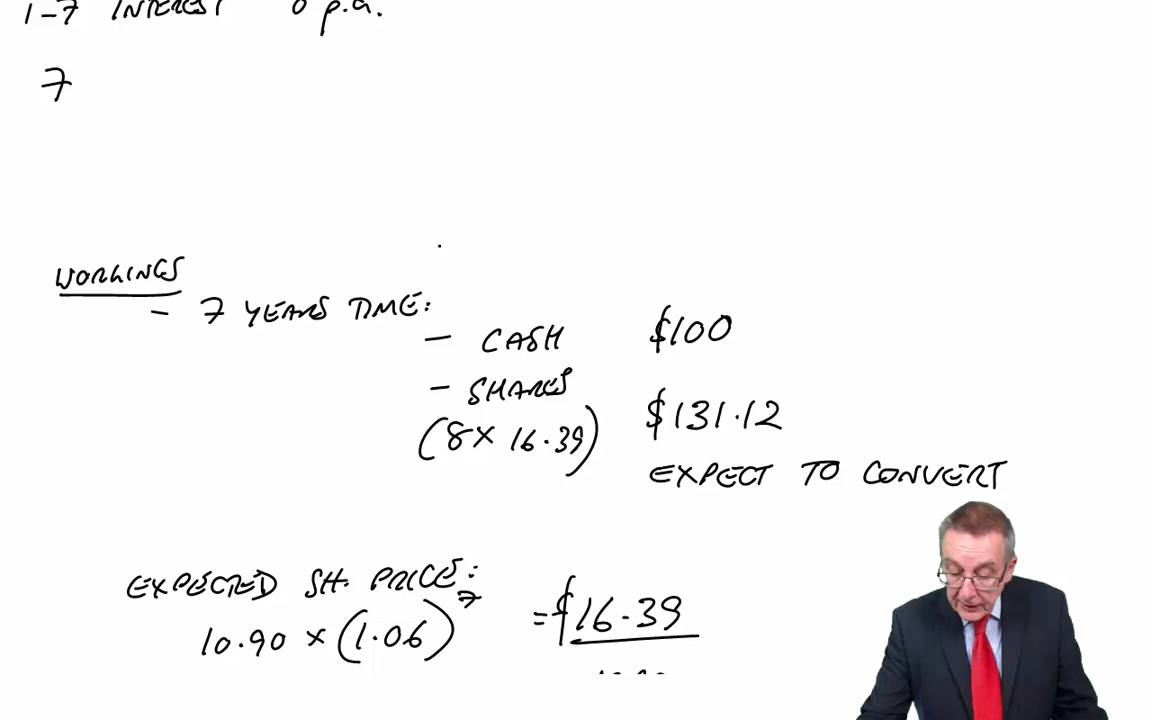 1-7 INTEREST 8 p.a.
7
WORKINGS
- 7 YEARS TIME:
- CASH $100
- SHARES
(8 × 16.39) $131.12
EXPECT TO CONVERT
EXPECTED SH. PRICE:
10.90 × (1.06)⁷ = $16.39